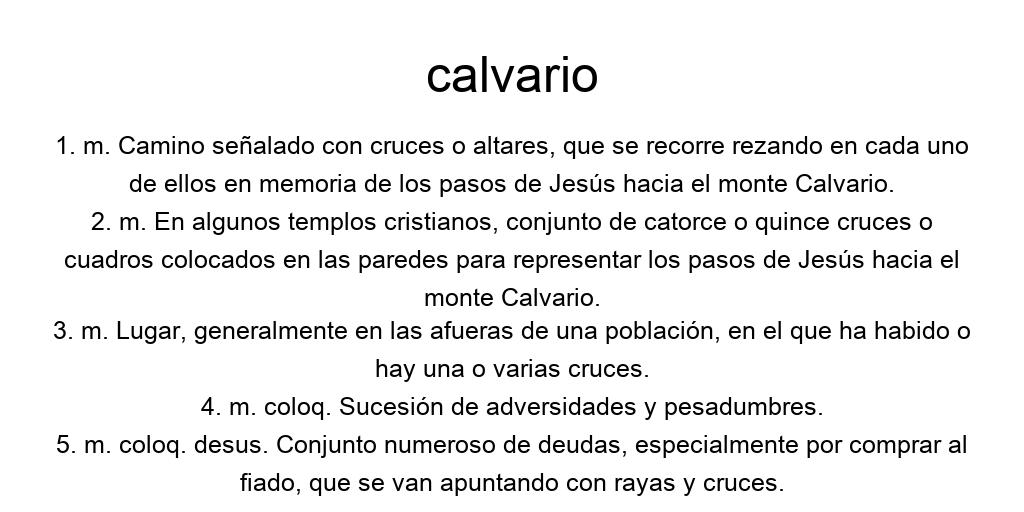 calvario
1. m. Camino señalado con cruces o altares, que se recorre rezando en cada uno
de ellos en memoria de los pasos de Jesús hacia el monte Calvario.
2. m. En algunos templos cristianos, conjunto de catorce o quince cruces o
cuadros colocados en las paredes para representar los pasos de Jesús hacia el
monte Calvario.
3. m. Lugar, generalmente en las afueras de una población, en el que ha habido o
hay una o varias cruces.
4. m. coloq. Sucesión de adversidades y pesadumbres.
5. m. coloq. desus. Conjunto numeroso de deudas, especialmente por comprar al
fiado, que se van apuntando con rayas y cruces.